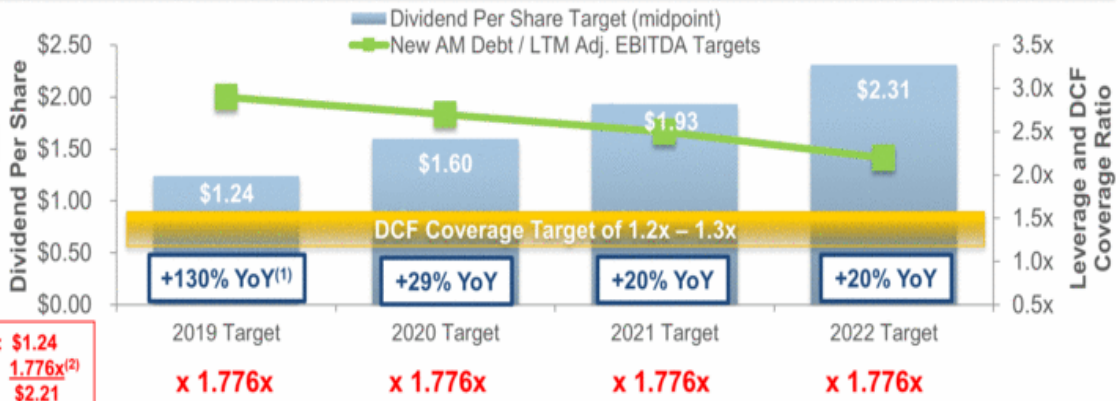 Dividend Per Share Target (midpoint)
New AM Debt / LTM Adj. EBITDA Targets
Dividend Per Share
$2.50
$2.00
$1.50
$1.00
$0.50
$0.00
3.5x
3.0x
2.5x
2.0x
1.5x
1.0x
0.5x
Leverage and DCF
Coverage Ratio
$1.24
$1.60
$1.93
$2.31
DCF Coverage Target of 1.2x – 1.3x
+130% YoY(1)
+29% YoY
+20% YoY
+20% YoY
2019 Target
2020 Target
2021 Target
2022 Target
: $1.24
1.776x(2)
$2.21
x 1.776x
x 1.776x
x 1.776x
x 1.776x